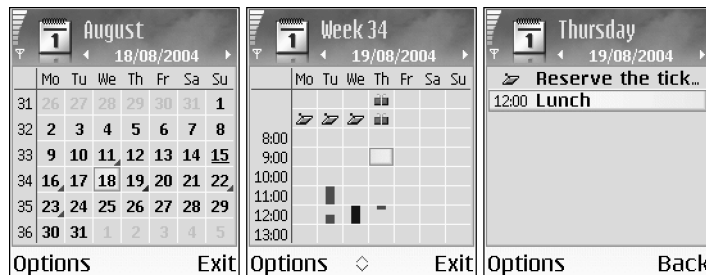 August
18/08/2004
Mo Tu We Th Fr Sa Su
31 26 27 28 29 30 31 1
32 2 3 4 5 6 7 8
33 9 10 11 12 13 14 15
34 16 17 18 19 20 21 22
35 23 24 25 26 27 28 29
36 30 31 1 2 3 4 5
Options Exit
Week 34
19/08/2004
Mo Tu We Th Fr Sa Su
8:00
9:00
10:00
11:00
12:00
13:00
Options Exit
Thursday
19/08/2004
Reserve the tick…
12:00 Lunch
Options Back